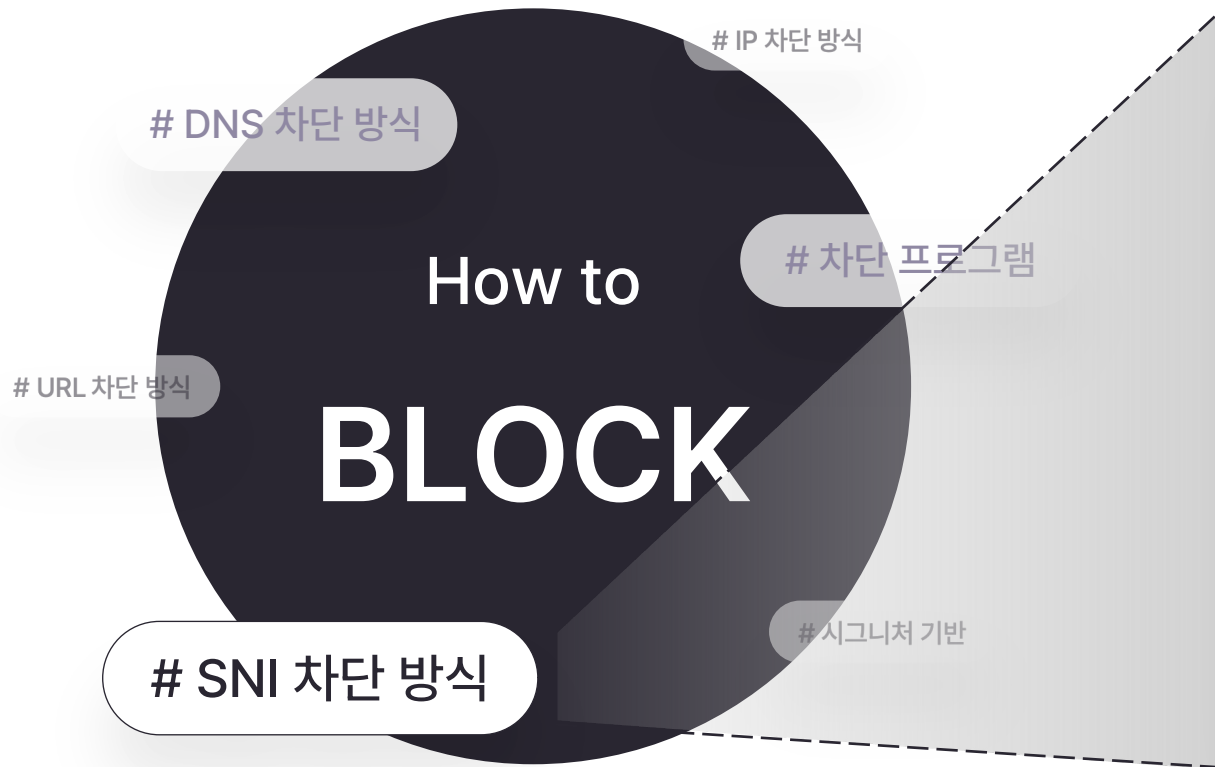 # IP 차단 방식
# DNS 차단 방식
# 차단 프로그램
How to
# URL 차단 방식
BLOCK
# 시그니처 기반
# SNI 차단 방식